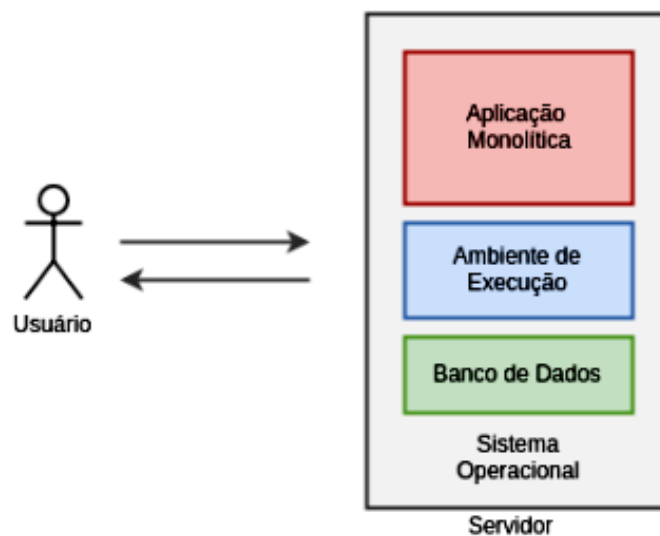 Aplicação
Monolítica
Ambiente de
Execução
Usuário
Banco de Dados
Sistema
Operacional
Servidor